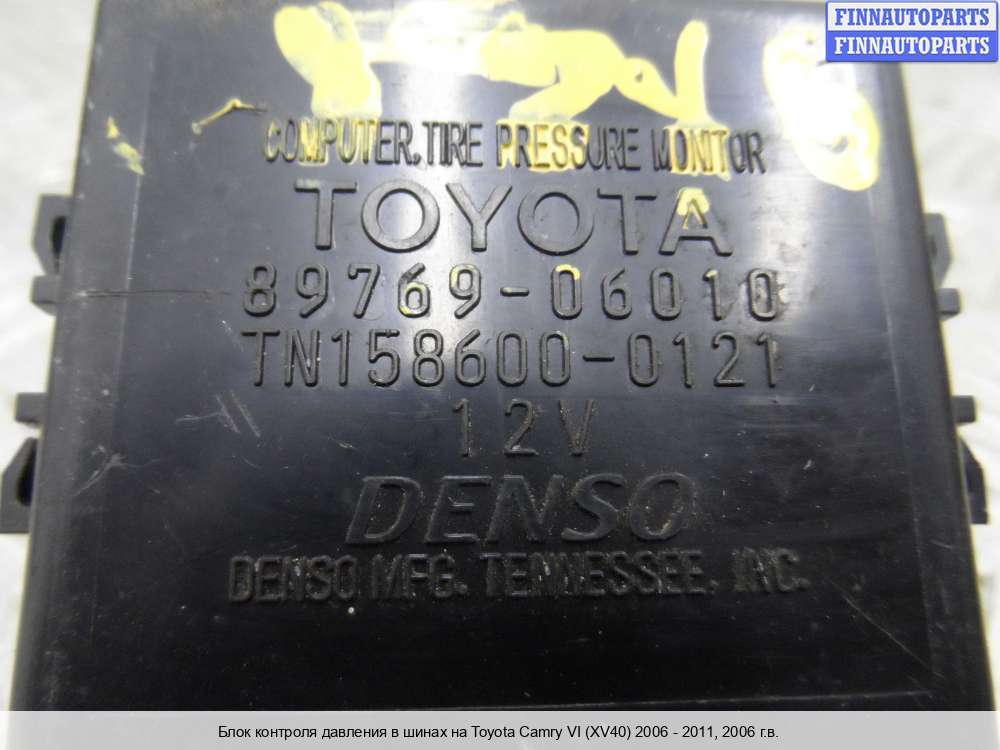 FINNAUTOPARTS
FINNAUTOPARTS
COMPUTER.TIRE PRESSURE MONITOR
TOYOTA
89769-06010
TN158600-0121
12V
DENSO
DENSO MFG. TENNESSEE, INC.
Блок контроля давления в шинах на Toyota Camry VI (XV40) 2006 - 2011, 2006 г.в.